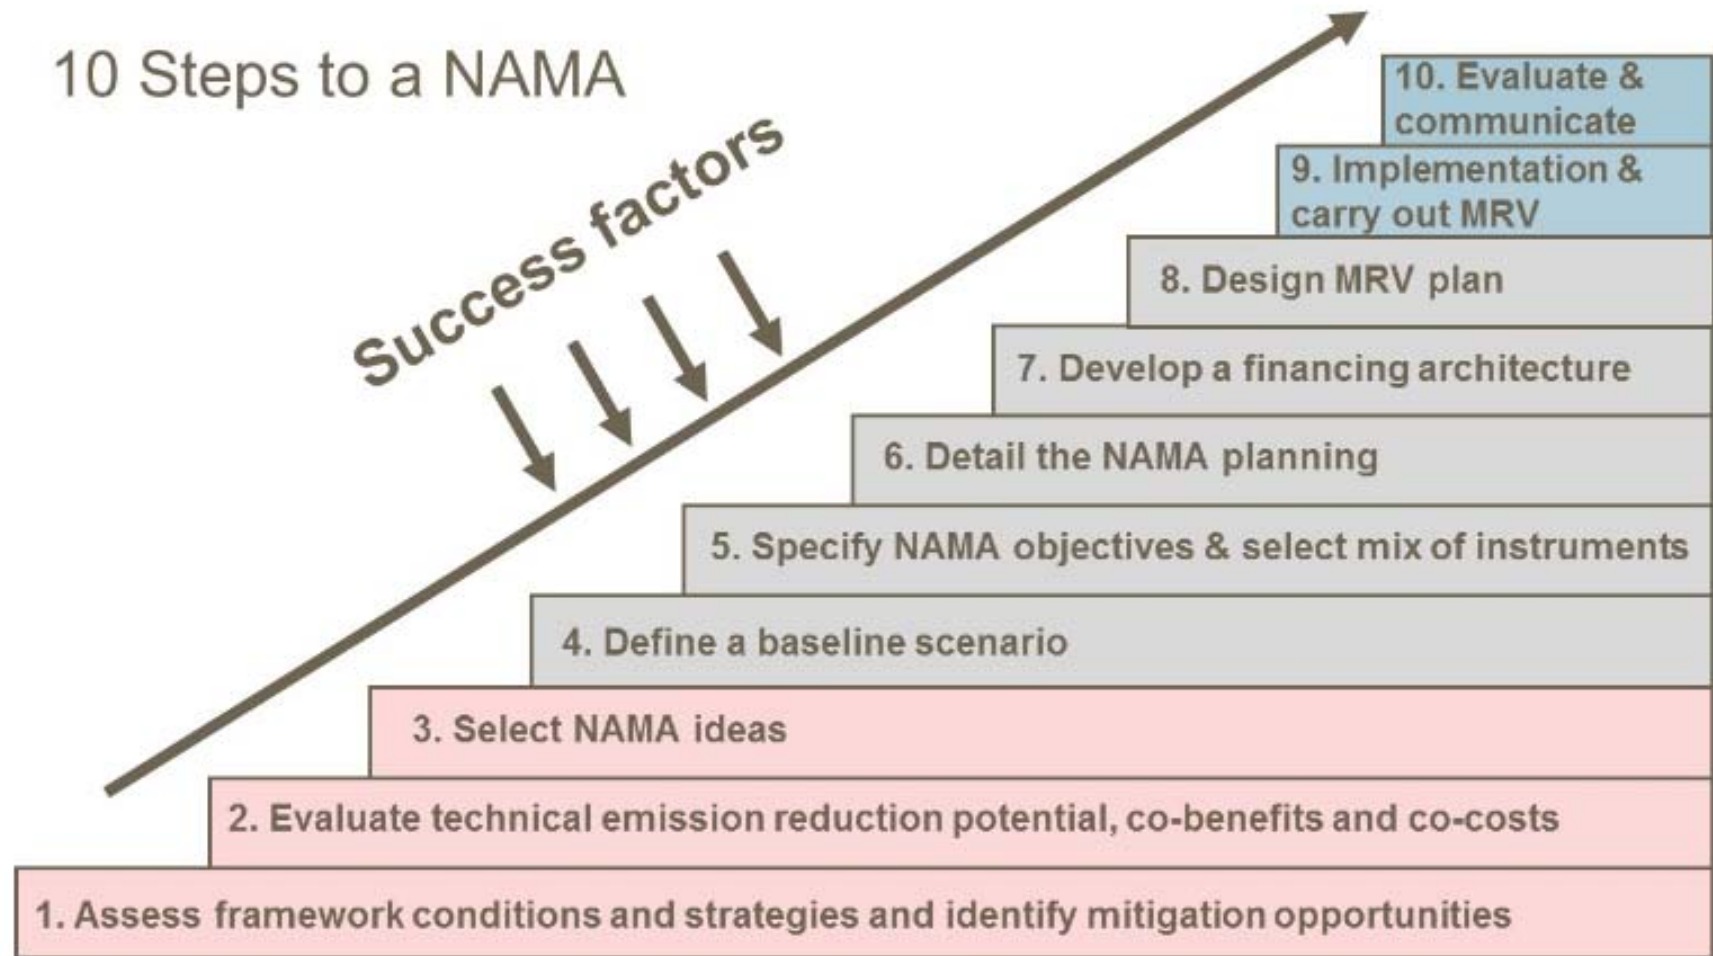 10 Steps to a NAMA
Success factors
10. Evaluate &
communicate
9. Implementation &
carry out MRV
8. Design MRV plan
7. Develop a financing architecture
6. Detail the NAMA planning
5. Specify NAMA objectives & select mix of instruments
4. Define a baseline scenario
3. Select NAMA ideas
2. Evaluate technical emission reduction potential, co-benefits and co-costs
1. Assess framework conditions and strategies and identify mitigation opportunities